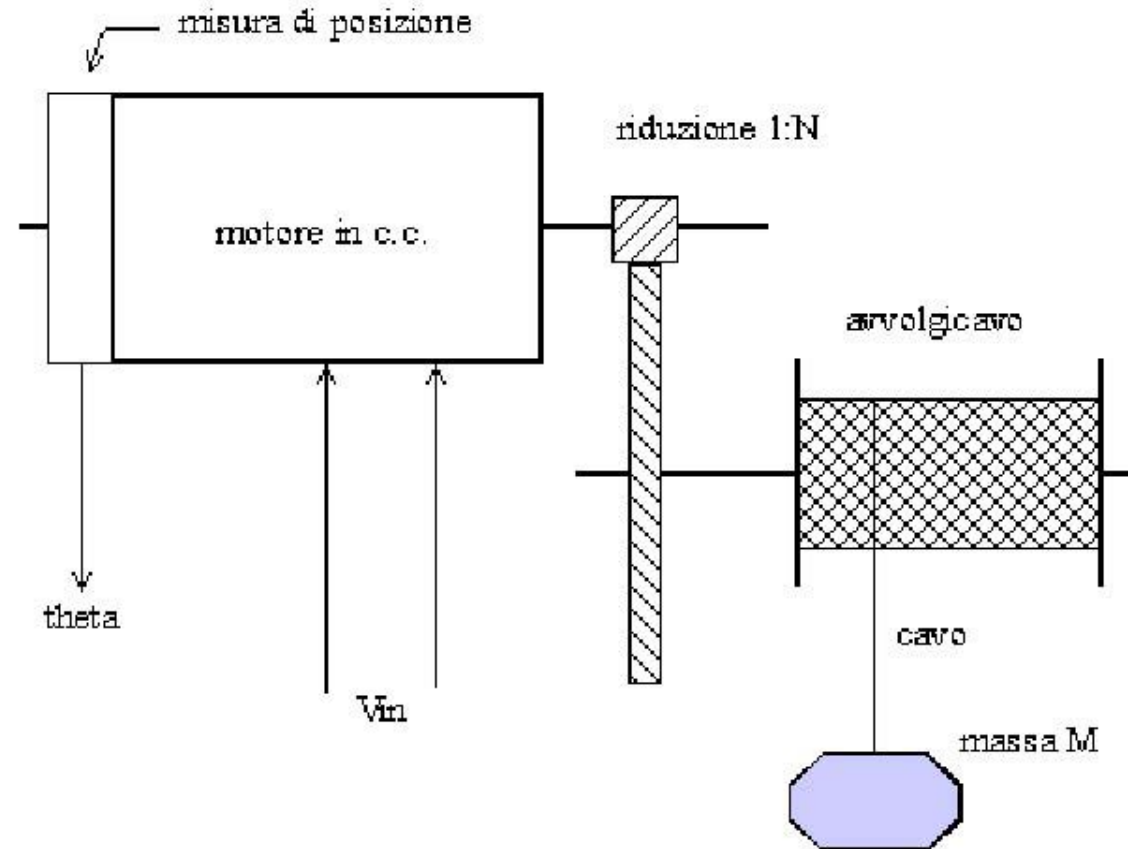 misura di posizione
riduzione 1:N
motore in c.c.
avvolgicavo
theta
cavo
Vin
massa M